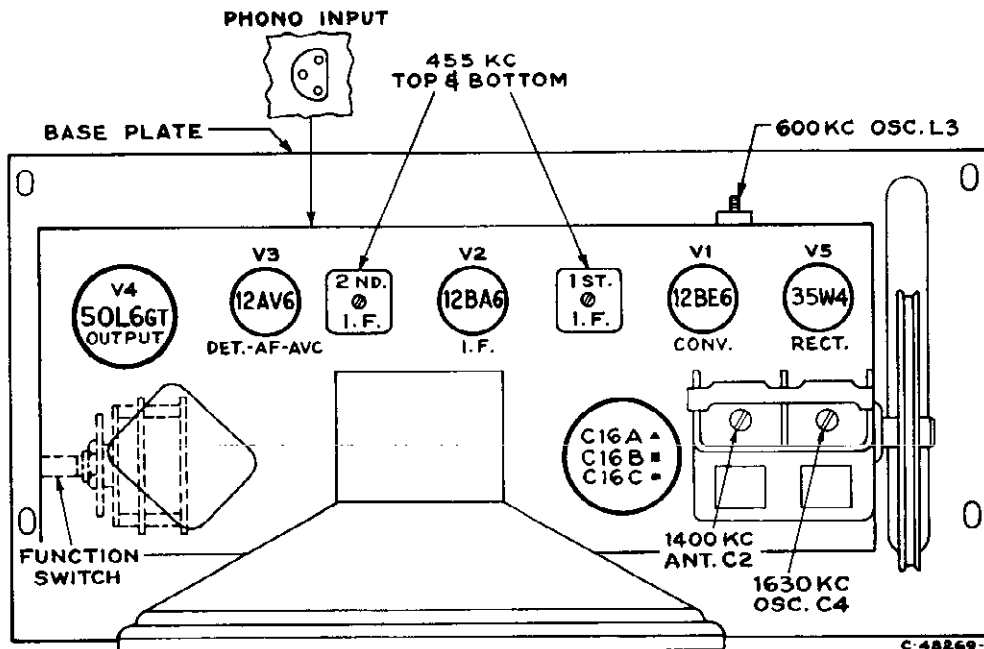 PHONO INPUT
455 KC
TOP & BOTTOM
BASE PLATE
600 KC OSC. L3
V4
50L6GT
OUTPUT
V3
12AV6
DET.-AF-AVC
2 ND.
I.F.
V2
12BA6
I.F.
1 ST.
I.F.
V1
12BE6
CONV.
V5
35W4
RECT.
C16A ▲
C16B ■
C16C
FUNCTION
SWITCH
1400 KC
ANT. C2
1630 KC
OSC. C4
C-48269-